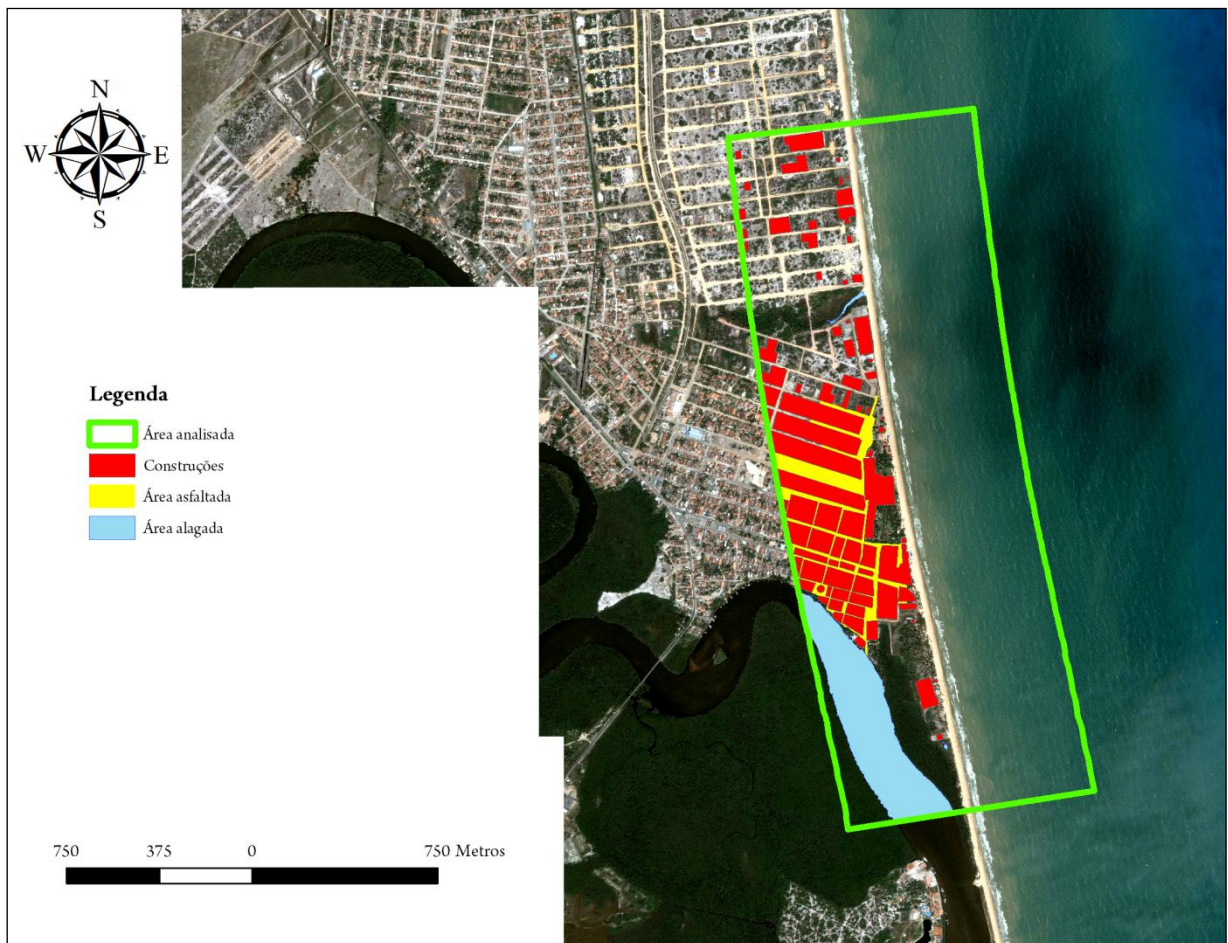 N
W E
S
Legenda
Área analisada
Construções
Área asfaltada
Área alagada
750 375 0 750 Metros